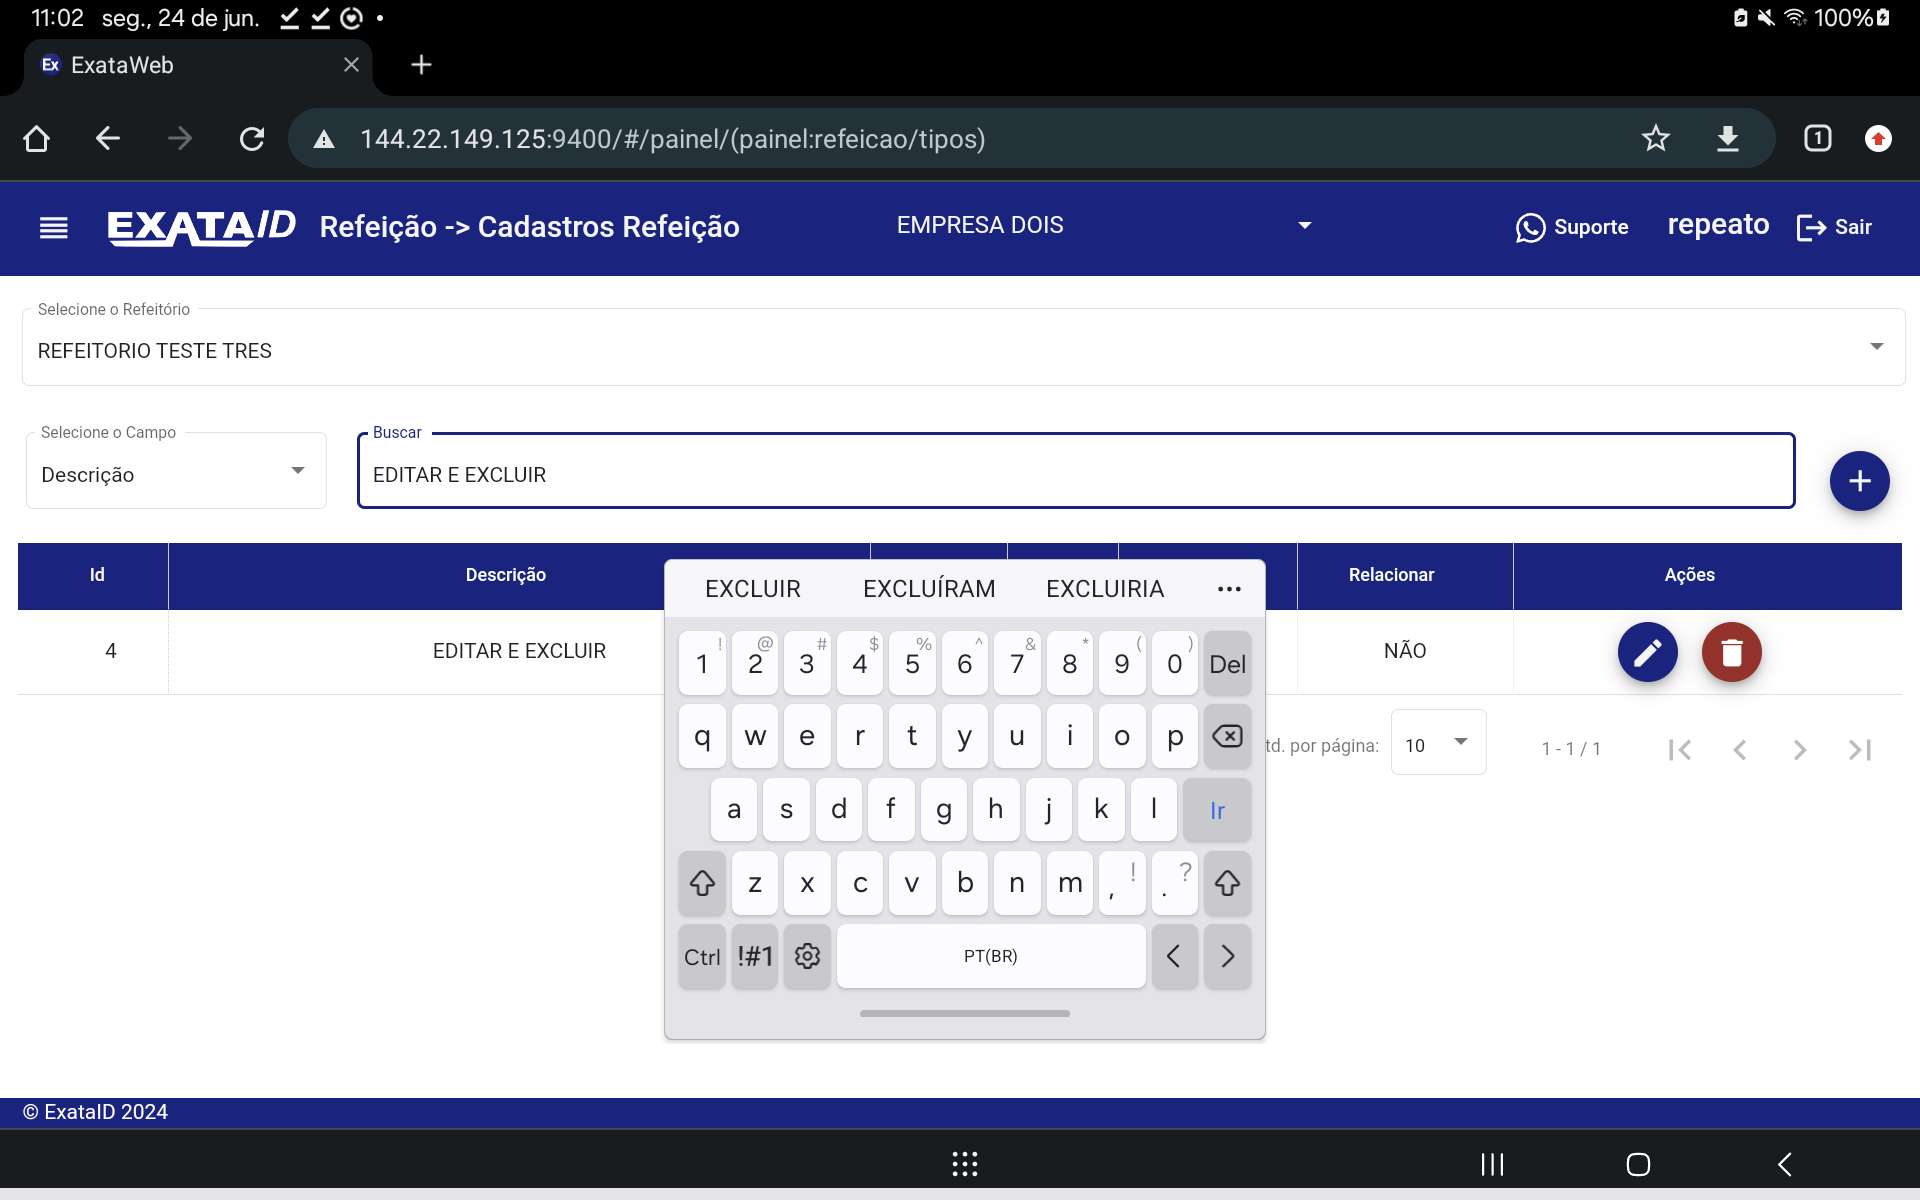 11:02 seg., 24 de jun. 100%
Ex ExataWeb
144.22.149.125:9400/#/painel/(painel:refeicao/tipos) 1
EXATAID Refeição -> Cadastros Refeição EMPRESA DOIS Suporte repeato Sair
Selecione o Refeitório
REFEITORIO TESTE TRES
Selecione o Campo Buscar
Descrição EDITAR E EXCLUIR
Id Descrição Relacionar Ações
4 EDITAR E EXCLUIR NÃO
td. por página: 10 1 - 1 / 1
EXCLUIR EXCLUÍRAM EXCLUIRIA
! @ # $ % ^ & * ( )
1 2 3 4 5 6 7 8 9 0 Del
q w e r t y u i o p
a s d f g h j k l Ir
z x c v b n m , ! . ?
Ctrl !#1 PT(BR) < >
© ExataID 2024